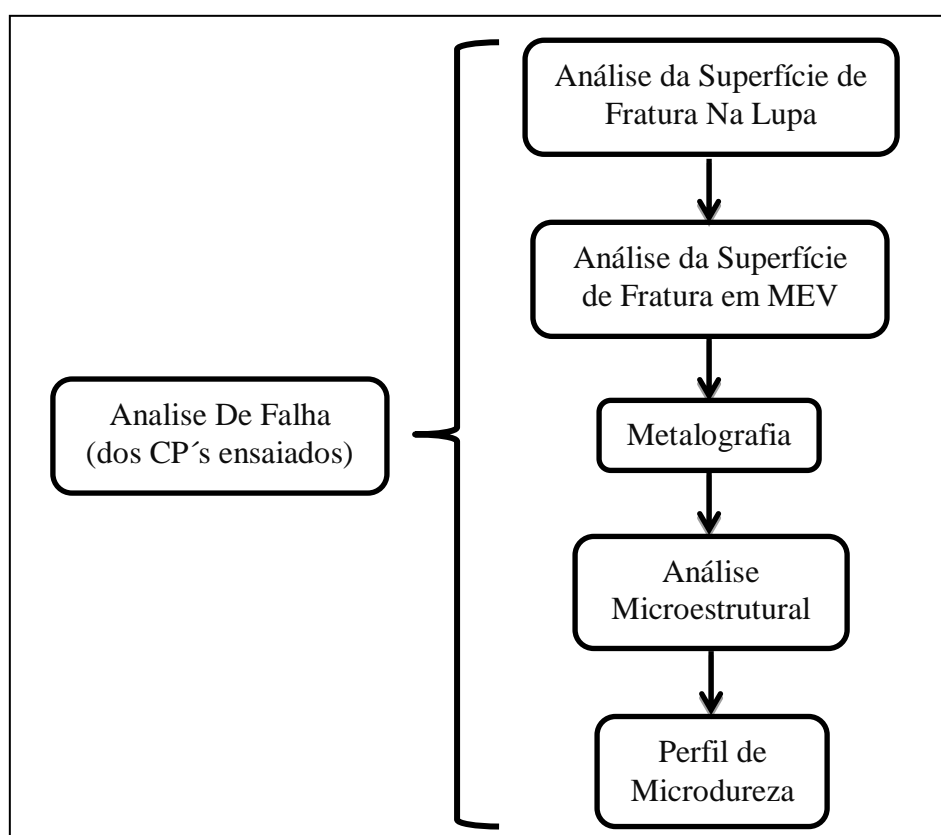 Análise da Superfície de
Fratura Na Lupa
Análise da Superfície
de Fratura em MEV
Analise De Falha
(dos CP´s ensaiados)
Metalografia
Análise
Microestrutural
Perfil de
Microdureza